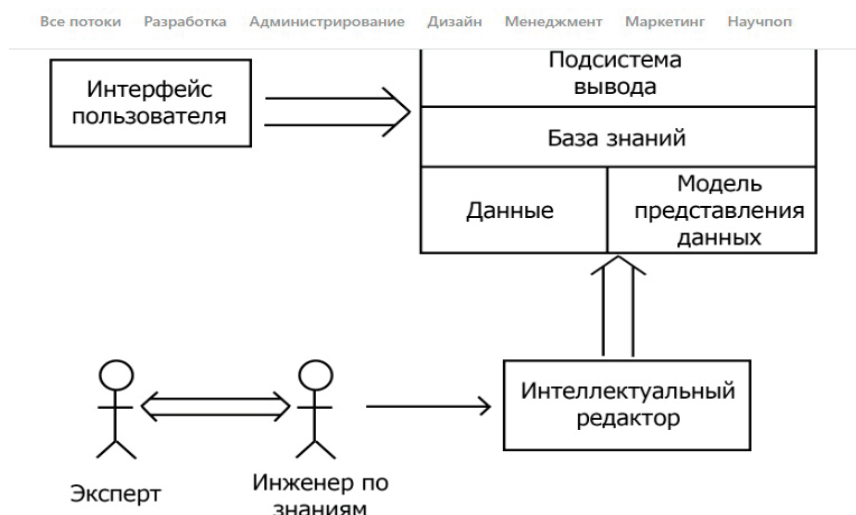 Все потоки Разработка Администрирование Дизайн Менеджмент Маркетинг Научпоп
Интерфейс
пользователя
Подсистема
вывода
База знаний
Данные
Модель
представления
данных
Интеллектуальный
редактор
Эксперт
Инженер по
знаниям